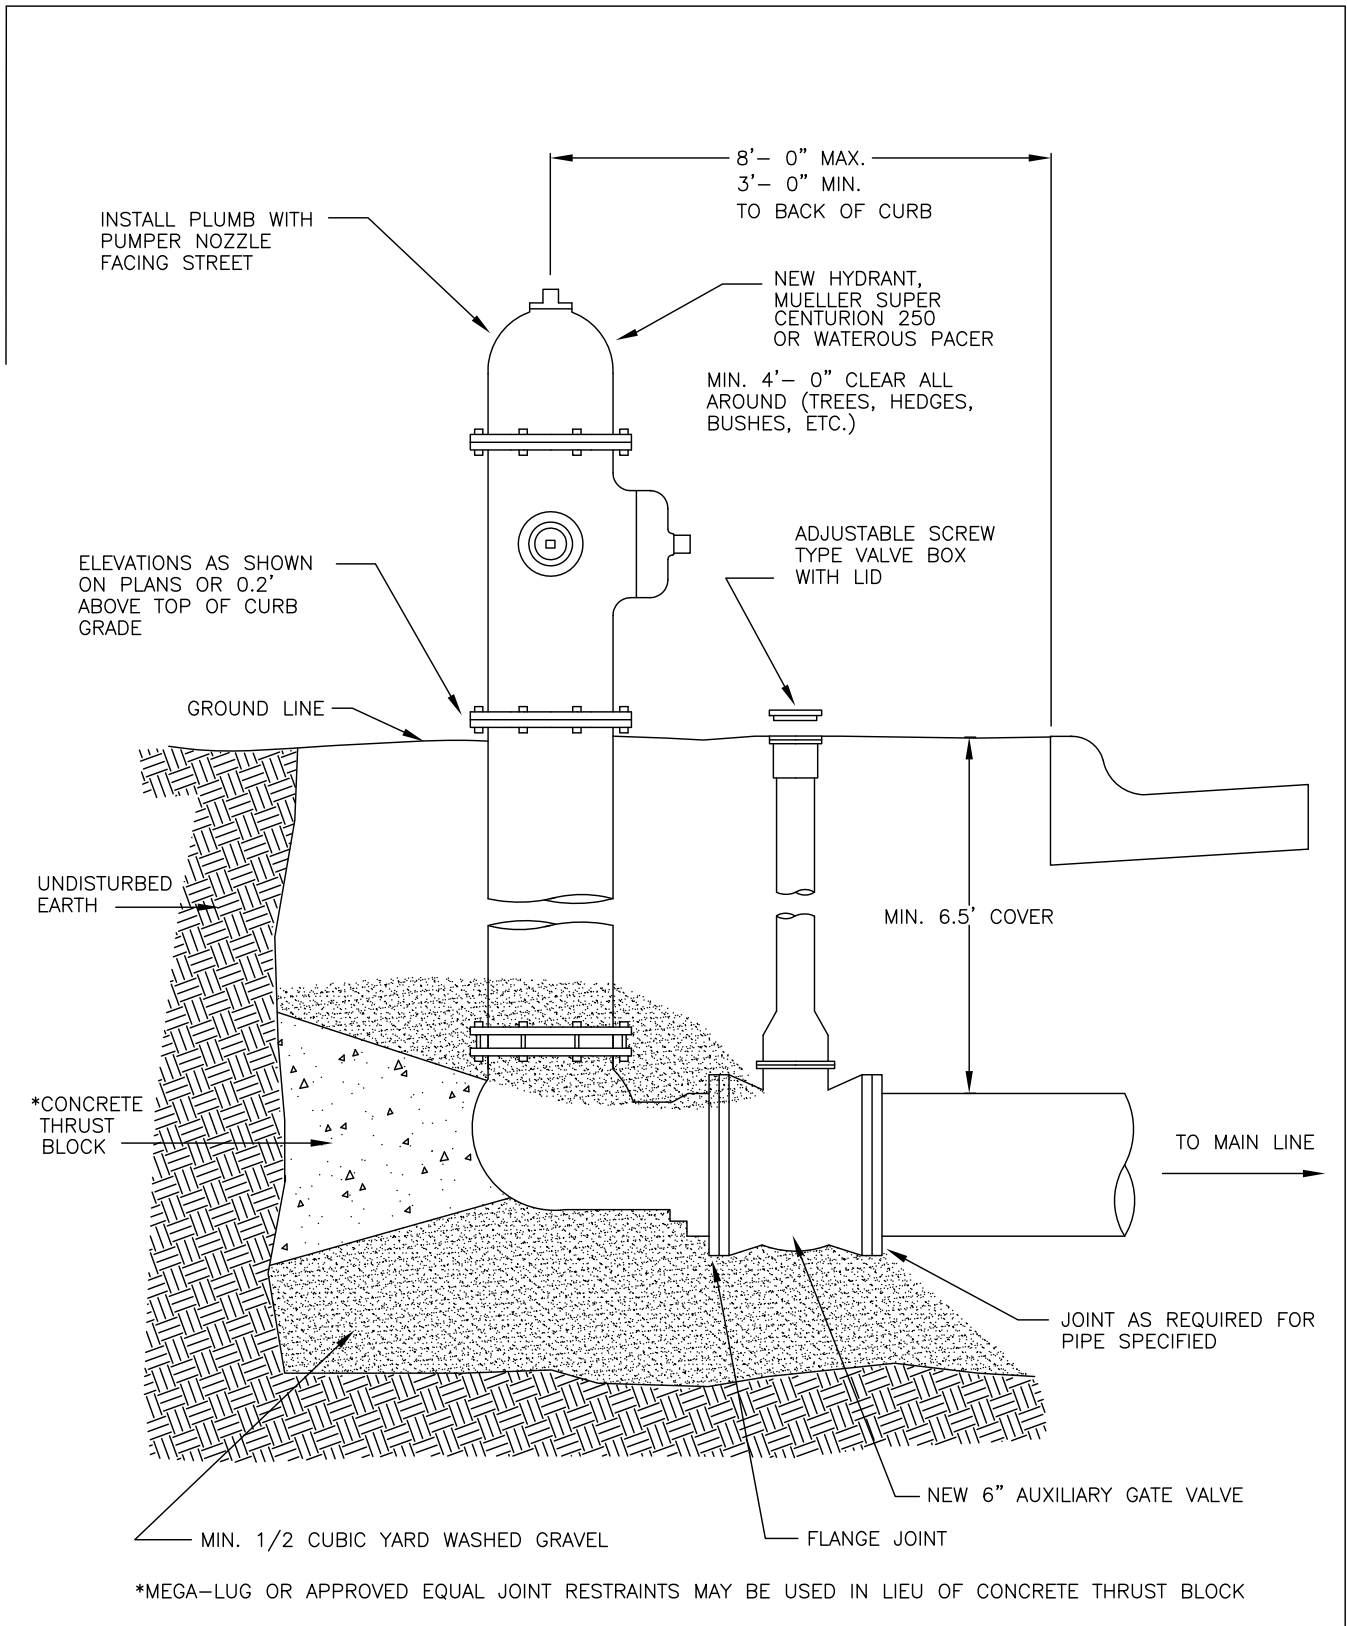 8'- 0" MAX.
3'- 0" MIN.
TO BACK OF CURB
INSTALL PLUMB WITH
PUMPER NOZZLE
FACING STREET
NEW HYDRANT,
MUELLER SUPER
CENTURION 250
OR WATEROUS PACER
MIN. 4'- 0" CLEAR ALL
AROUND (TREES, HEDGES,
BUSHES, ETC.)
ADJUSTABLE SCREW
TYPE VALVE BOX
WITH LID
ELEVATIONS AS SHOWN
ON PLANS OR 0.2'
ABOVE TOP OF CURB
GRADE
GROUND LINE
UNDISTURBED
EARTH
MIN. 6.5' COVER
*CONCRETE
THRUST
BLOCK
TO MAIN LINE
JOINT AS REQUIRED FOR
PIPE SPECIFIED
NEW 6" AUXILIARY GATE VALVE
FLANGE JOINT
MIN. 1/2 CUBIC YARD WASHED GRAVEL
*MEGA-LUG OR APPROVED EQUAL JOINT RESTRAINTS MAY BE USED IN LIEU OF CONCRETE THRUST BLOCK